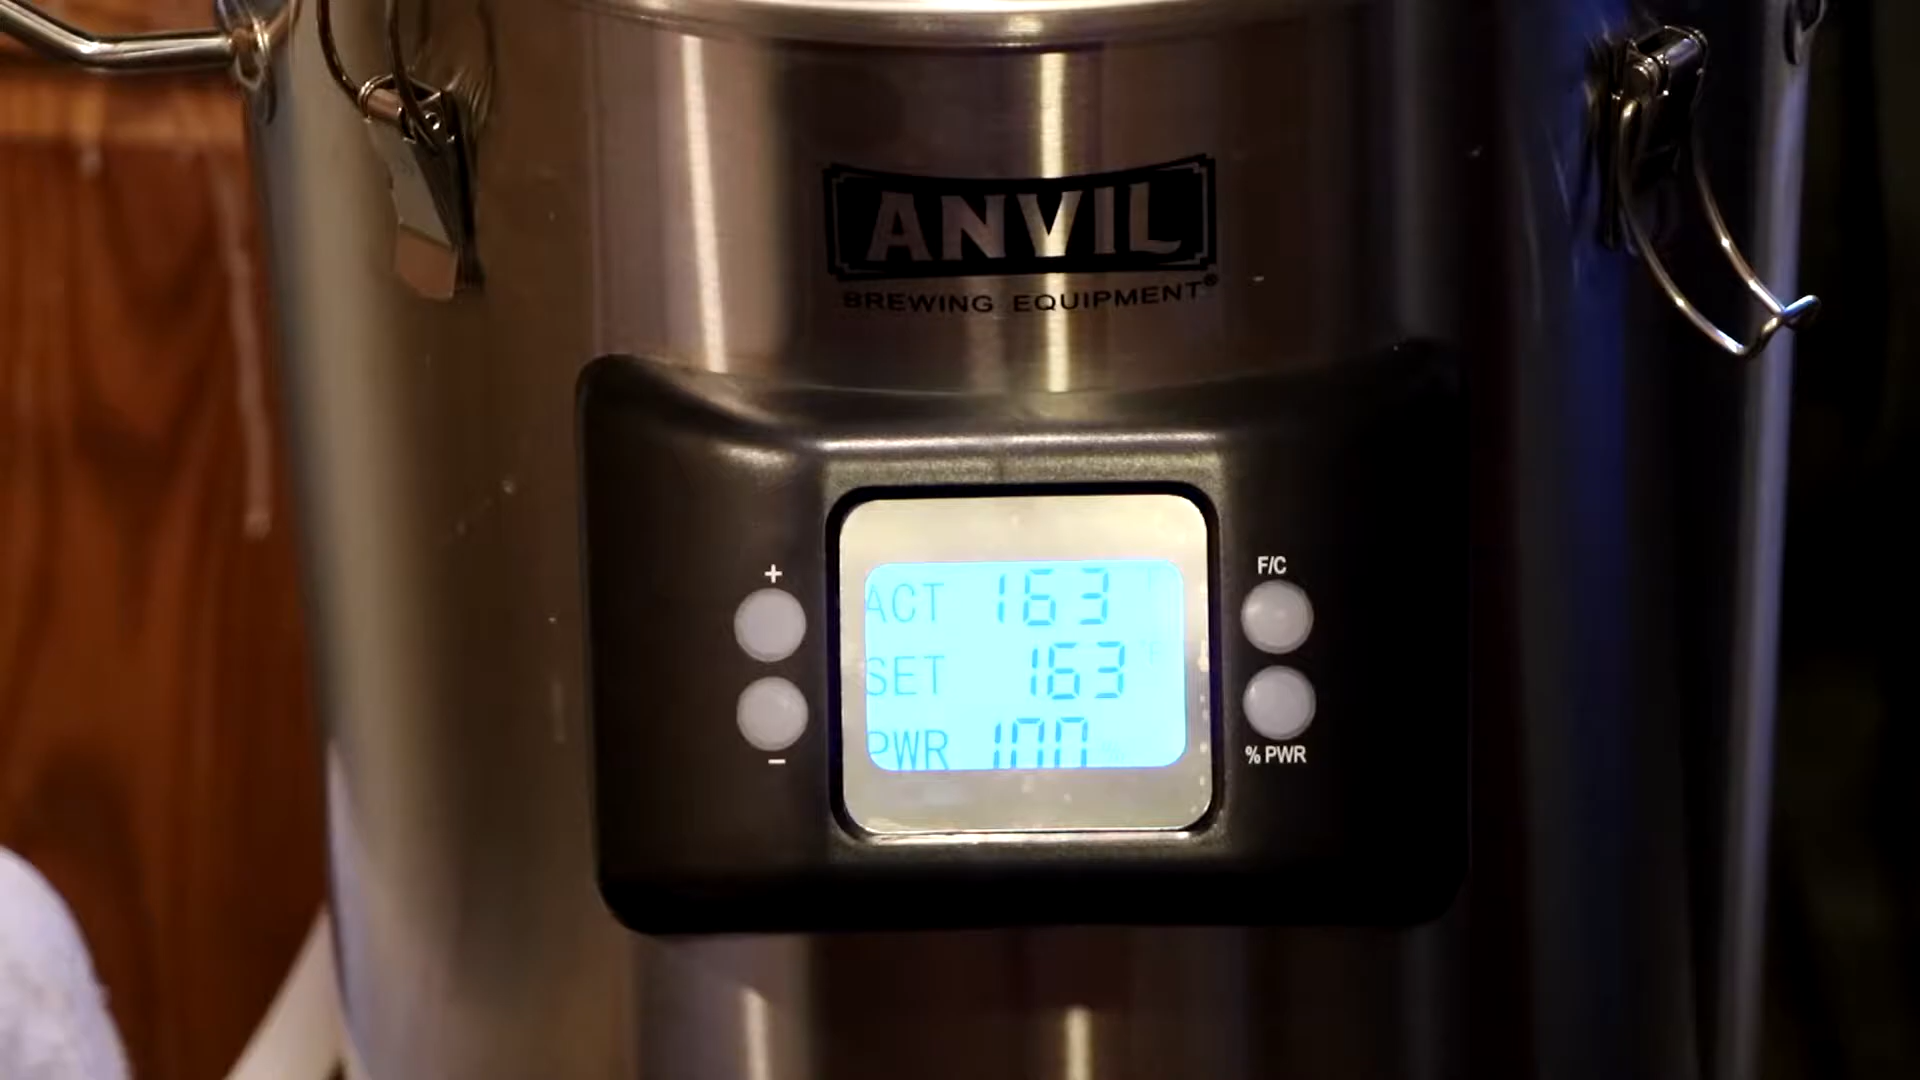 ANVIL
BREWING EQUIPMENT®
+
F/C
ACT 163 °F
SET 163 °F
PWR 100 %
−
% PWR